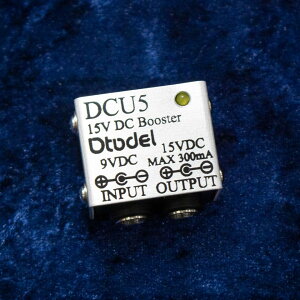 DCU5
15V DC Booster
Otodel
9VDC
15VDC
MAX 300mA
INPUT OUTPUT